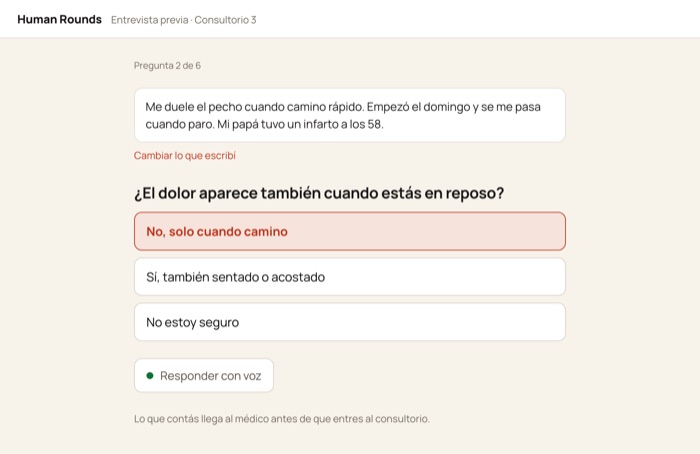 Human Rounds Entrevista previa · Consultorio 3
Pregunta 2 de 6
Me duele el pecho cuando camino rápido. Empezó el domingo y se me pasa
cuando paro. Mi papá tuvo un infarto a los 58.
Cambiar lo que escribí
¿El dolor aparece también cuando estás en reposo?
No, solo cuando camino
Sí, también sentado o acostado
No estoy seguro
Responder con voz
Lo que contás llega al médico antes de que entres al consultorio.